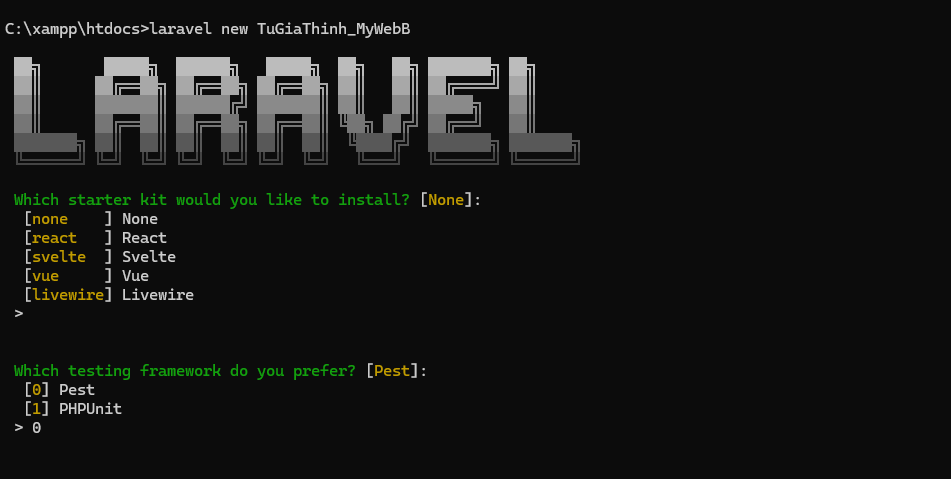 C:\xampp\htdocs>laravel new TuGiaThinh_MyWebB
LARAVEL
Which starter kit would you like to install? [None]:
[none    ] None
[react   ] React
[svelte  ] Svelte
[vue     ] Vue
[livewire] Livewire
>
Which testing framework do you prefer? [Pest]:
[0] Pest
[1] PHPUnit
> 0